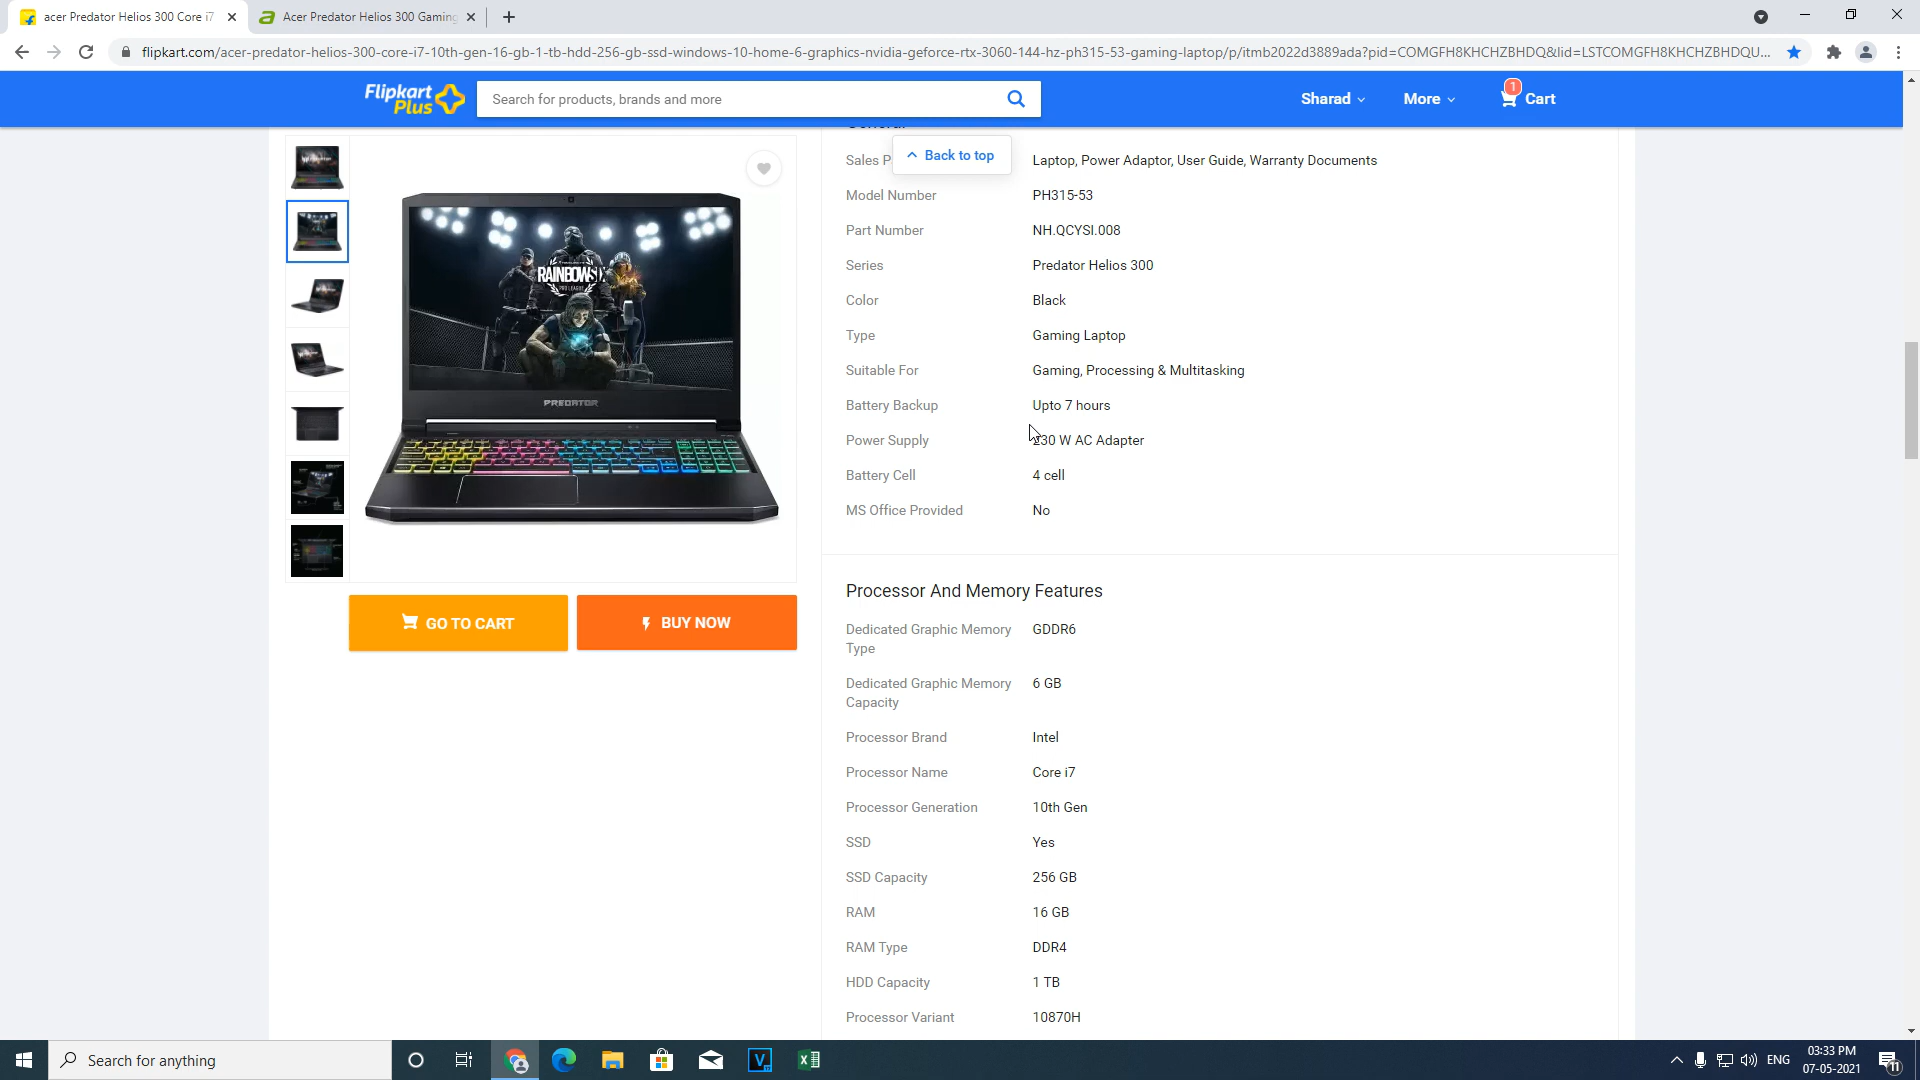 acer Predator Helios 300 Core i7
Acer Predator Helios 300 Gaming
flipkart.com/acer-predator-helios-300-core-i7-10th-gen-16-gb-1-tb-hdd-256-gb-ssd-windows-10-home-6-graphics-nvidia-geforce-rtx-3060-144-hz-ph315-53-gaming-laptop/p/itmb2022d3889ada?pid=COMGFH8KHCHZBHDQ&lid=LSTCOMGFH8KHCHZBHDQU...
Flipkart
Plus
Search for products, brands and more
Sharad
More
1
Cart
General
Back to top
Sales P
Laptop, Power Adaptor, User Guide, Warranty Documents
Model Number
PH315-53
Part Number
NH.QCYSI.008
Series
Predator Helios 300
Color
Black
Type
Gaming Laptop
Suitable For
Gaming, Processing & Multitasking
Battery Backup
Upto 7 hours
Power Supply
230 W AC Adapter
Battery Cell
4 cell
MS Office Provided
No
RAINBOW SIX
PRO LEAGUE
PREDATOR
GO TO CART
BUY NOW
Processor And Memory Features
Dedicated Graphic Memory
Type
GDDR6
Dedicated Graphic Memory
Capacity
6 GB
Processor Brand
Intel
Processor Name
Core i7
Processor Generation
10th Gen
SSD
Yes
SSD Capacity
256 GB
RAM
16 GB
RAM Type
DDR4
HDD Capacity
1 TB
Processor Variant
10870H
Search for anything
ENG
03:33 PM
07-05-2021
11